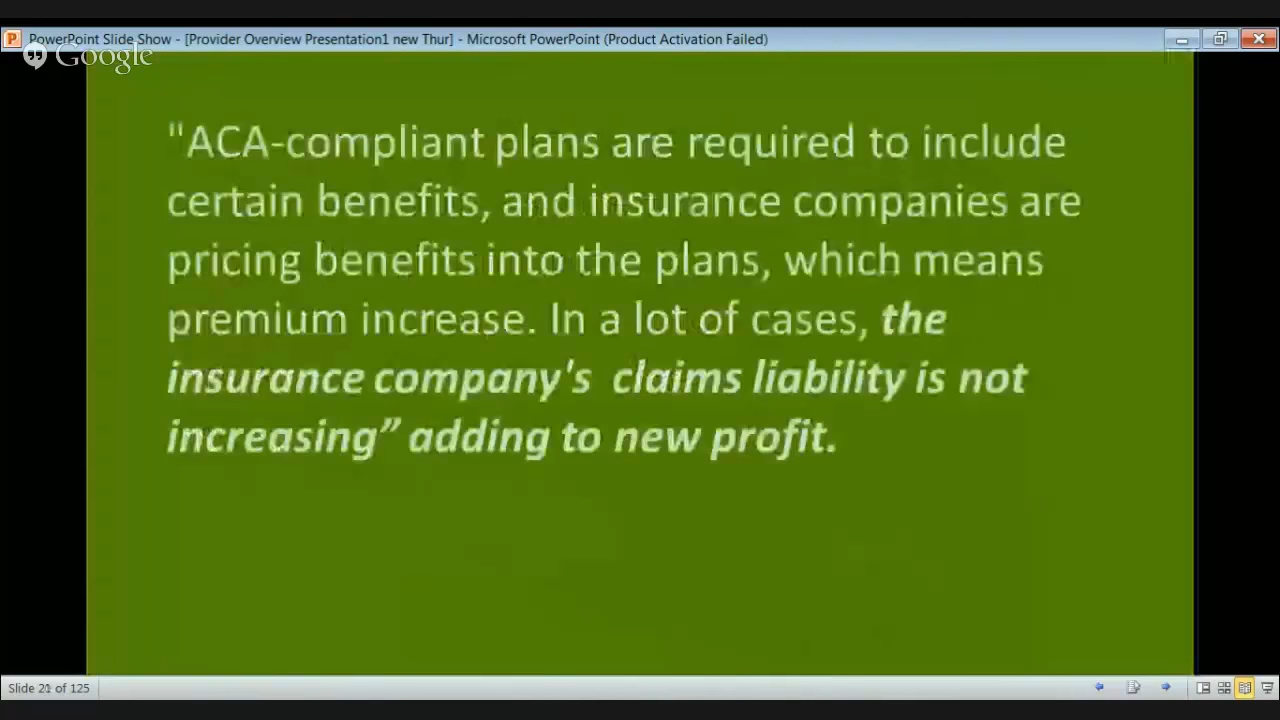 PowerPoint Slide Show - [Provider Overview Presentation1 new Thur] - Microsoft PowerPoint (Product Activation Failed)
Google
"ACA-compliant plans are required to include
certain benefits, and insurance companies are
pricing benefits into the plans, which means
premium increase. In a lot of cases, the
insurance company's claims liability is not
increasing” adding to new profit.
Slide 21 of 125